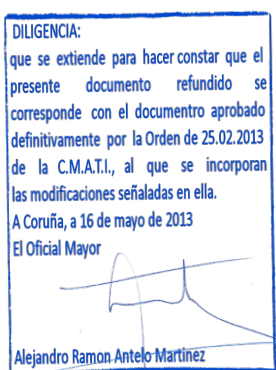 DILIGENCIA:
que se extiende para hacer constar que el
presente documento refundido se
corresponde con el documentro aprobado
definitivamente por la Orden de 25.02.2013
de la C.M.A.T.I., al que se incorporan
las modificaciones señaladas en ella.
A Coruña, a 16 de mayo de 2013
El Oficial Mayor
Alejandro Ramon Antelo Martinez